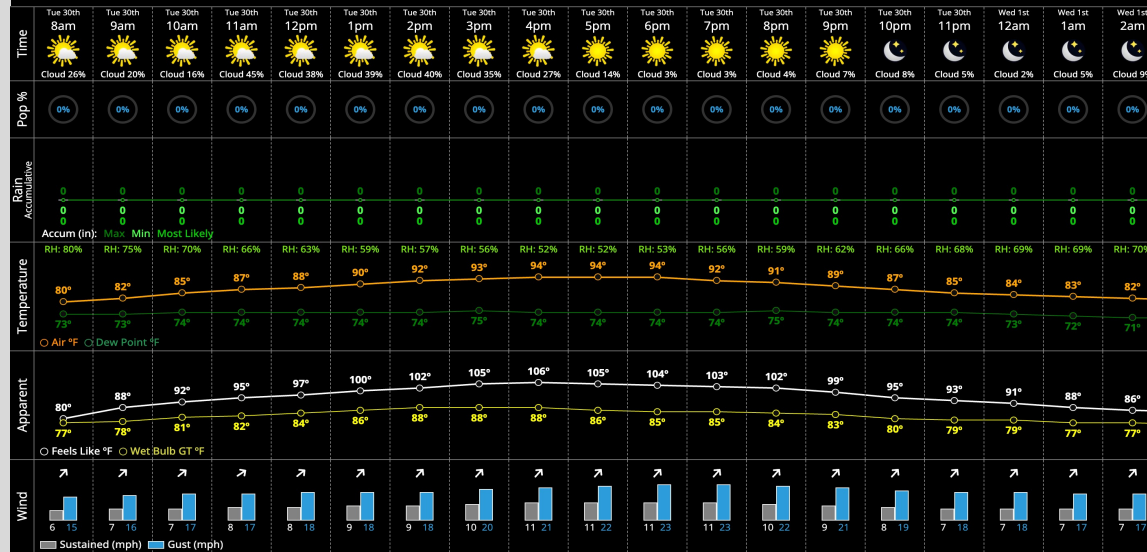 Tue 30th Tue 30th Tue 30th Tue 30th Tue 30th Tue 30th Tue 30th Tue 30th Tue 30th Tue 30th Tue 30th Tue 30th Tue 30th Tue 30th Tue 30th Tue 30th Wed 1st Wed 1st Wed 1st
Time 8am 9am 10am 11am 12pm 1pm 2pm 3pm 4pm 5pm 6pm 7pm 8pm 9pm 10pm 11pm 12am 1am 2am
Cloud 26% Cloud 20% Cloud 16% Cloud 45% Cloud 38% Cloud 39% Cloud 40% Cloud 35% Cloud 27% Cloud 14% Cloud 3% Cloud 3% Cloud 4% Cloud 7% Cloud 8% Cloud 5% Cloud 2% Cloud 5% Cloud 9%
Pop % 0% 0% 0% 0% 0% 0% 0% 0% 0% 0% 0% 0% 0% 0% 0% 0% 0% 0% 0%
Rain
Accumulative
0 0 0 0 0 0 0 0 0 0 0 0 0 0 0 0 0 0 0
0 0 0 0 0 0 0 0 0 0 0 0 0 0 0 0 0 0 0
0 0 0 0 0 0 0 0 0 0 0 0 0 0 0 0 0 0 0
Accum (in): Max Min Most Likely
Temperature
RH: 80% RH: 75% RH: 70% RH: 66% RH: 63% RH: 59% RH: 57% RH: 56% RH: 52% RH: 52% RH: 53% RH: 56% RH: 59% RH: 62% RH: 66% RH: 68% RH: 69% RH: 69% RH: 70%
80° 82° 85° 87° 88° 90° 92° 93° 94° 94° 94° 92° 91° 89° 87° 85° 84° 83° 82°
73° 73° 74° 74° 74° 74° 74° 75° 74° 74° 74° 74° 75° 74° 74° 74° 73° 72° 71°
Air ºF Dew Point ºF
Apparent
80° 88° 92° 95° 97° 100° 102° 105° 106° 105° 104° 103° 102° 99° 95° 93° 91° 88° 86°
77° 78° 81° 82° 84° 86° 88° 88° 88° 86° 85° 85° 84° 83° 80° 79° 79° 77° 77°
Feels Like ºF Wet Bulb GT ºF
Wind
6 15 7 16 7 17 8 17 8 18 9 18 9 18 10 20 11 21 11 22 11 23 11 23 10 22 9 21 8 19 7 18 7 18 7 17 7 17
Sustained (mph) Gust (mph)